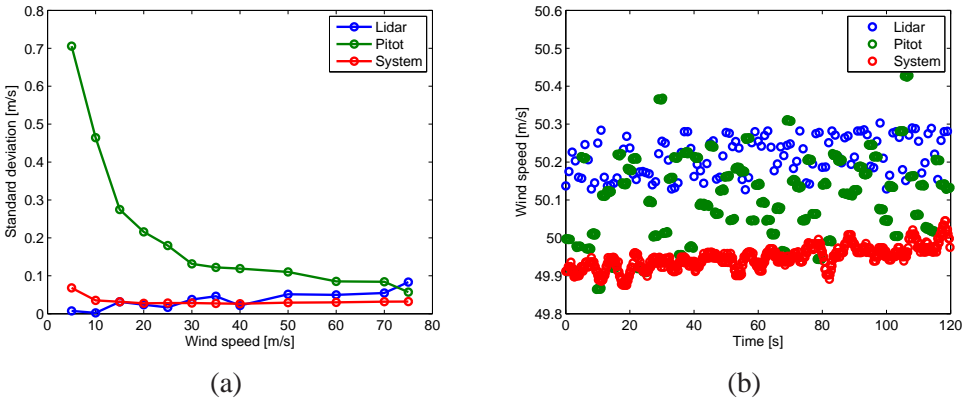 0.8
0.7
0.6
0.5
0.4
0.3
0.2
0.1
0
Standard deviation [m/s]
Lidar
Pitot
System
0 10 20 30 40 50 60 70 80
Wind speed [m/s]
(a)
50.6
50.5
50.4
50.3
50.2
50.1
50
49.9
49.8
Wind speed [m/s]
Lidar
Pitot
System
0 20 40 60 80 100 120
Time [s]
(b)